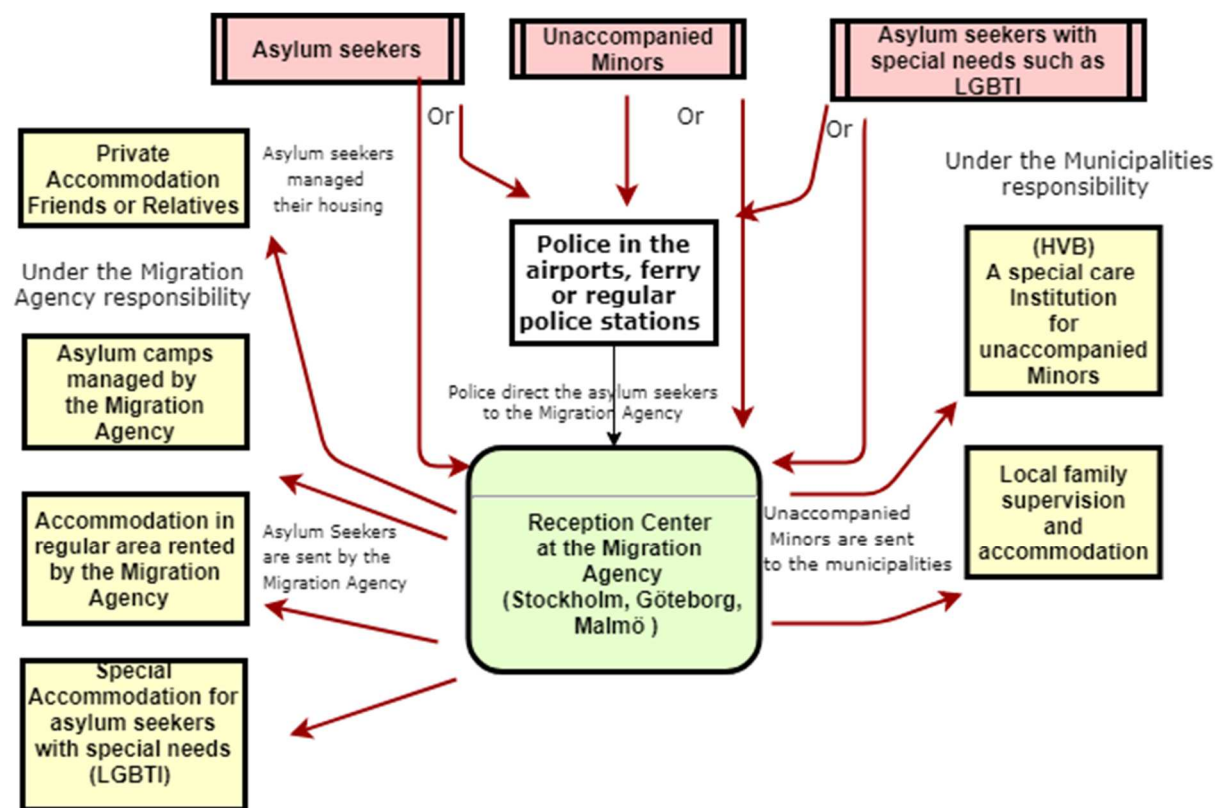 Asylum seekers
Unaccompanied
Minors
Asylum seekers with
special needs such as
LGBTI
Or
Or
Or
Private
Accommodation
Friends or Relatives
Asylum seekers
managed
their housing
Under the Migration
Agency responsibility
Asylum camps
managed by
the Migration
Agency
Accommodation in
regular area rented
by the Migration
Agency
Asylum Seekers
are sent by the
Migration Agency
Special
Accommodation for
asylum seekers
with special needs
(LGBTI)
Police in the
airports, ferry
or regular
police stations
Police direct the asylum seekers
to the Migration Agency
Reception Center
at the Migration
Agency
(Stockholm, Göteborg,
Malmö )
Under the Municipalities
responsibility
(HVB)
A special care
Institution
for
unaccompanied
Minors
Unaccompanied
Minors are sent
to the municipalities
Local family
supervision
and
accommodation